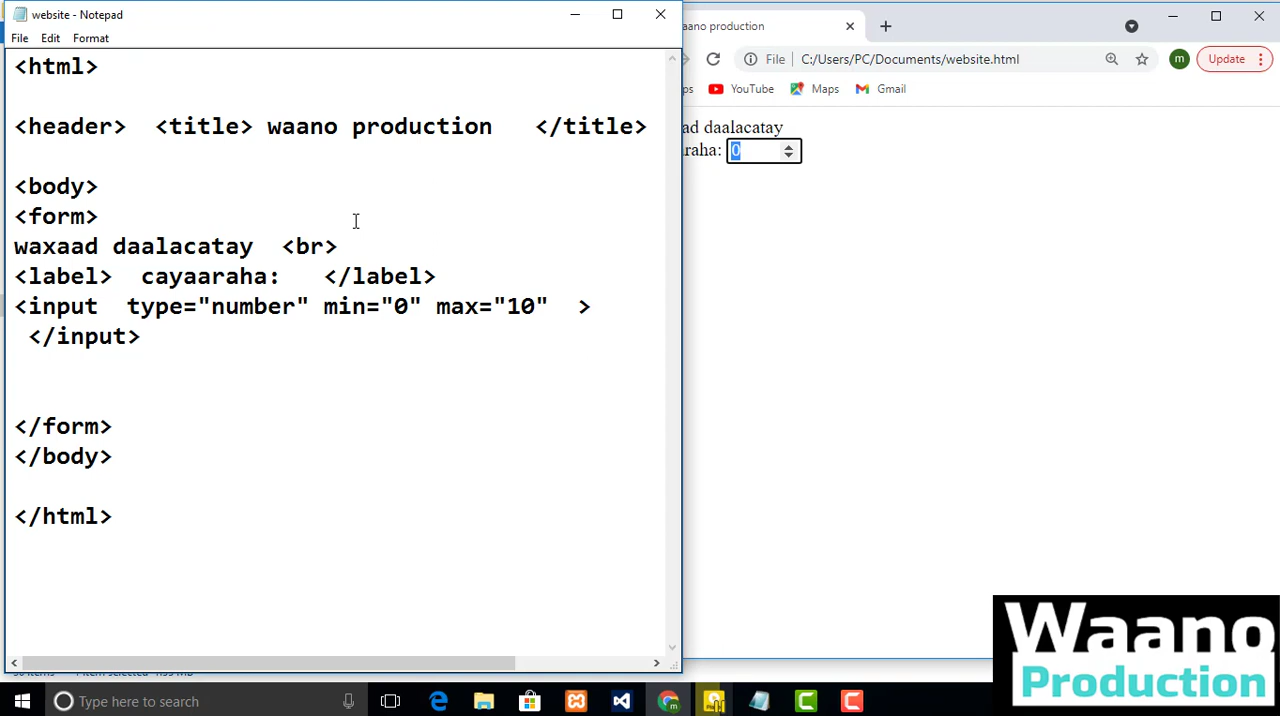 website - Notepad
File Edit Format
<html>
<header>  <title> waano production   </title>
<body>
<form>
waxaad daalacatay  <br>
<label>  cayaaraha:   </label>
<input  type="number" min="0" max="10"  >
 </input>
</form>
</body>
</html>
aano production
File C:/Users/PC/Documents/website.html
m
Update
ps YouTube Maps Gmail
ad daalacatay
raha: 0
Type here to search
m
Waano
Production